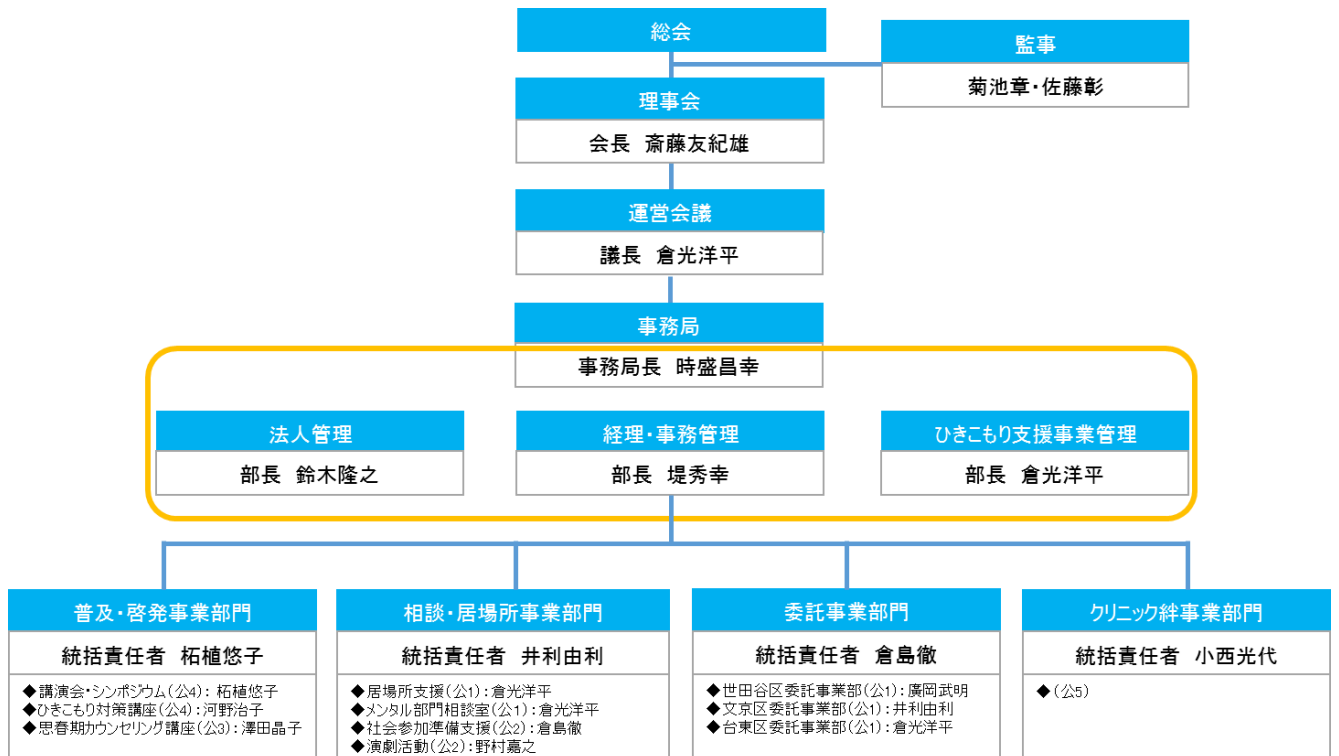 総会
監事
菊池章・佐藤彰
理事会
会長 斎藤友紀雄
運営会議
議長 倉光洋平
事務局
事務局長 時盛昌幸
法人管理
部長 鈴木隆之
経理・事務管理
部長 堤秀幸
ひきこもり支援事業管理
部長 倉光洋平
普及・啓発事業部門
統括責任者 柘植悠子
◆講演会・シンポジウム(公4):柘植悠子
◆ひきこもり対策講座(公4):河野治子
◆思春期カウンセリング講座(公3):澤田晶子
相談・居場所事業部門
統括責任者 井利由利
◆居場所支援(公1):倉光洋平
◆メンタル部門相談室(公1):倉光洋平
◆社会参加準備支援(公2):倉島徹
◆演劇活動(公2):野村嘉之
委託事業部門
統括責任者 倉島徹
◆世田谷区委託事業部(公1):廣岡武明
◆文京区委託事業部(公1):井利由利
◆台東区委託事業部(公1):倉光洋平
クリニック絆事業部門
統括責任者 小西光代
◆(公5)